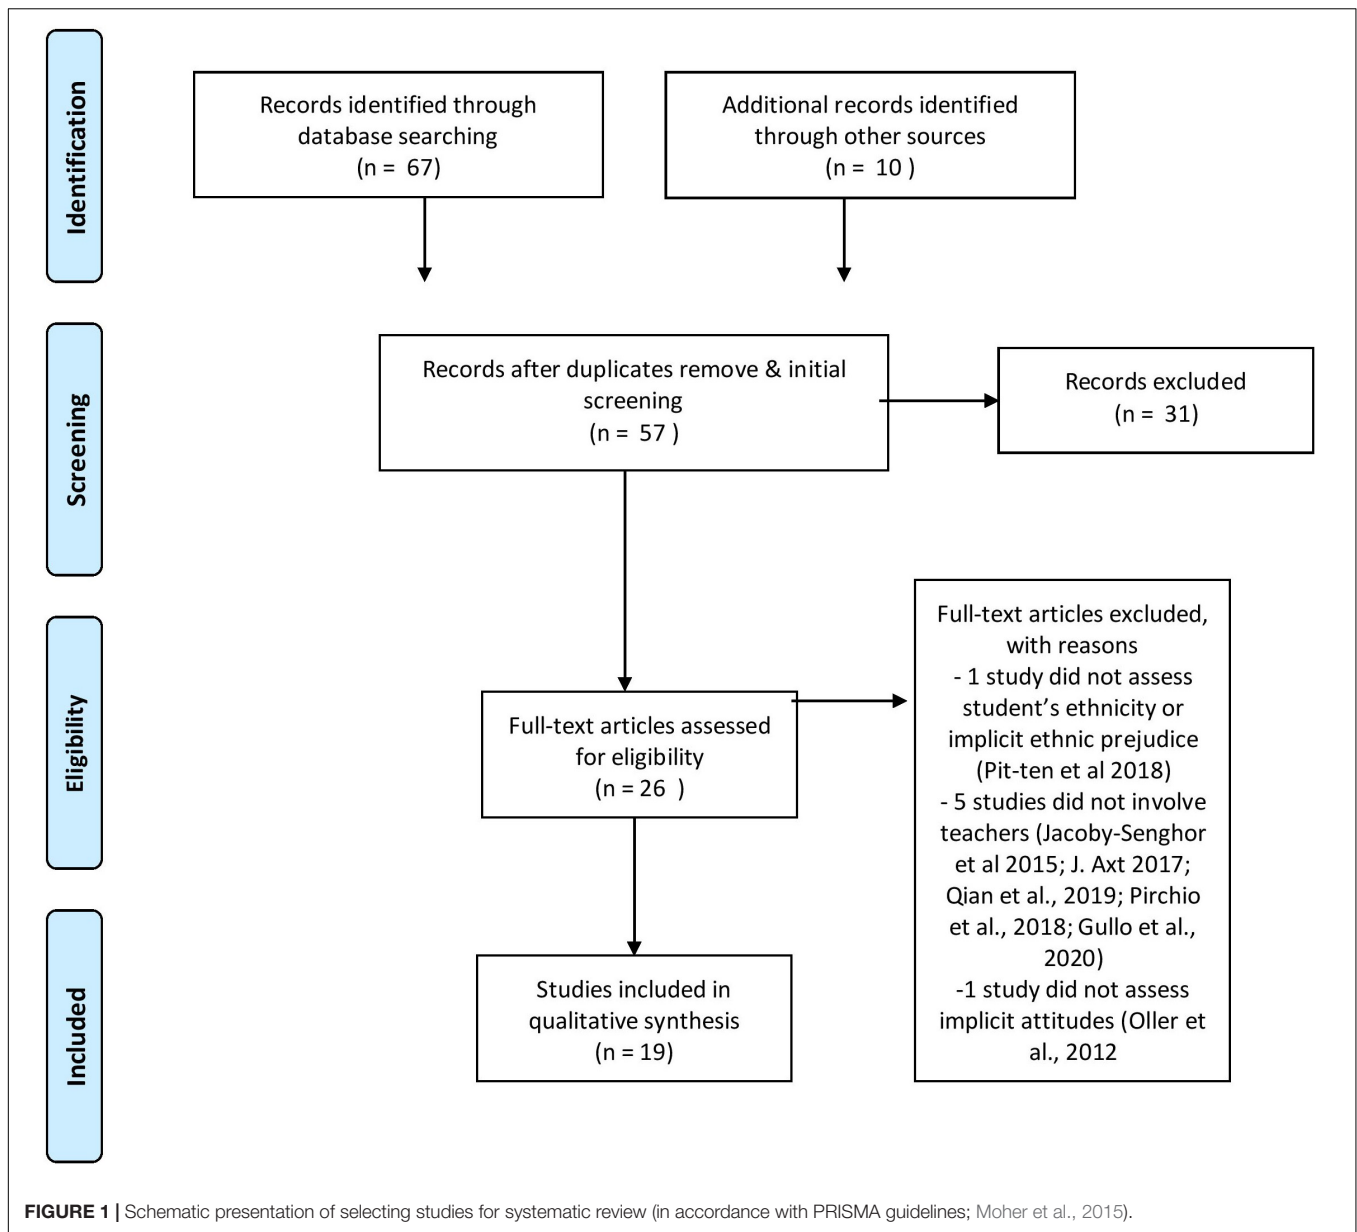 Identification
Records identified through
database searching
(n = 67)
Additional records identified
through other sources
(n = 10 )
Screening
Records after duplicates remove & initial
screening
(n = 57 )
Records excluded
(n = 31)
Eligibility
Full-text articles assessed
for eligibility
(n = 26 )
Full-text articles excluded,
with reasons
- 1 study did not assess
student’s ethnicity or
implicit ethnic prejudice
(Pit-ten et al 2018)
- 5 studies did not involve
teachers (Jacoby-Senghor
et al 2015; J. Axt 2017;
Qian et al., 2019; Pirchio
et al., 2018; Gullo et al.,
2020)
-1 study did not assess
implicit attitudes (Oller et
al., 2012
Included
Studies included in
qualitative synthesis
(n = 19)
FIGURE 1 | Schematic presentation of selecting studies for systematic review (in accordance with PRISMA guidelines; Moher et al., 2015).